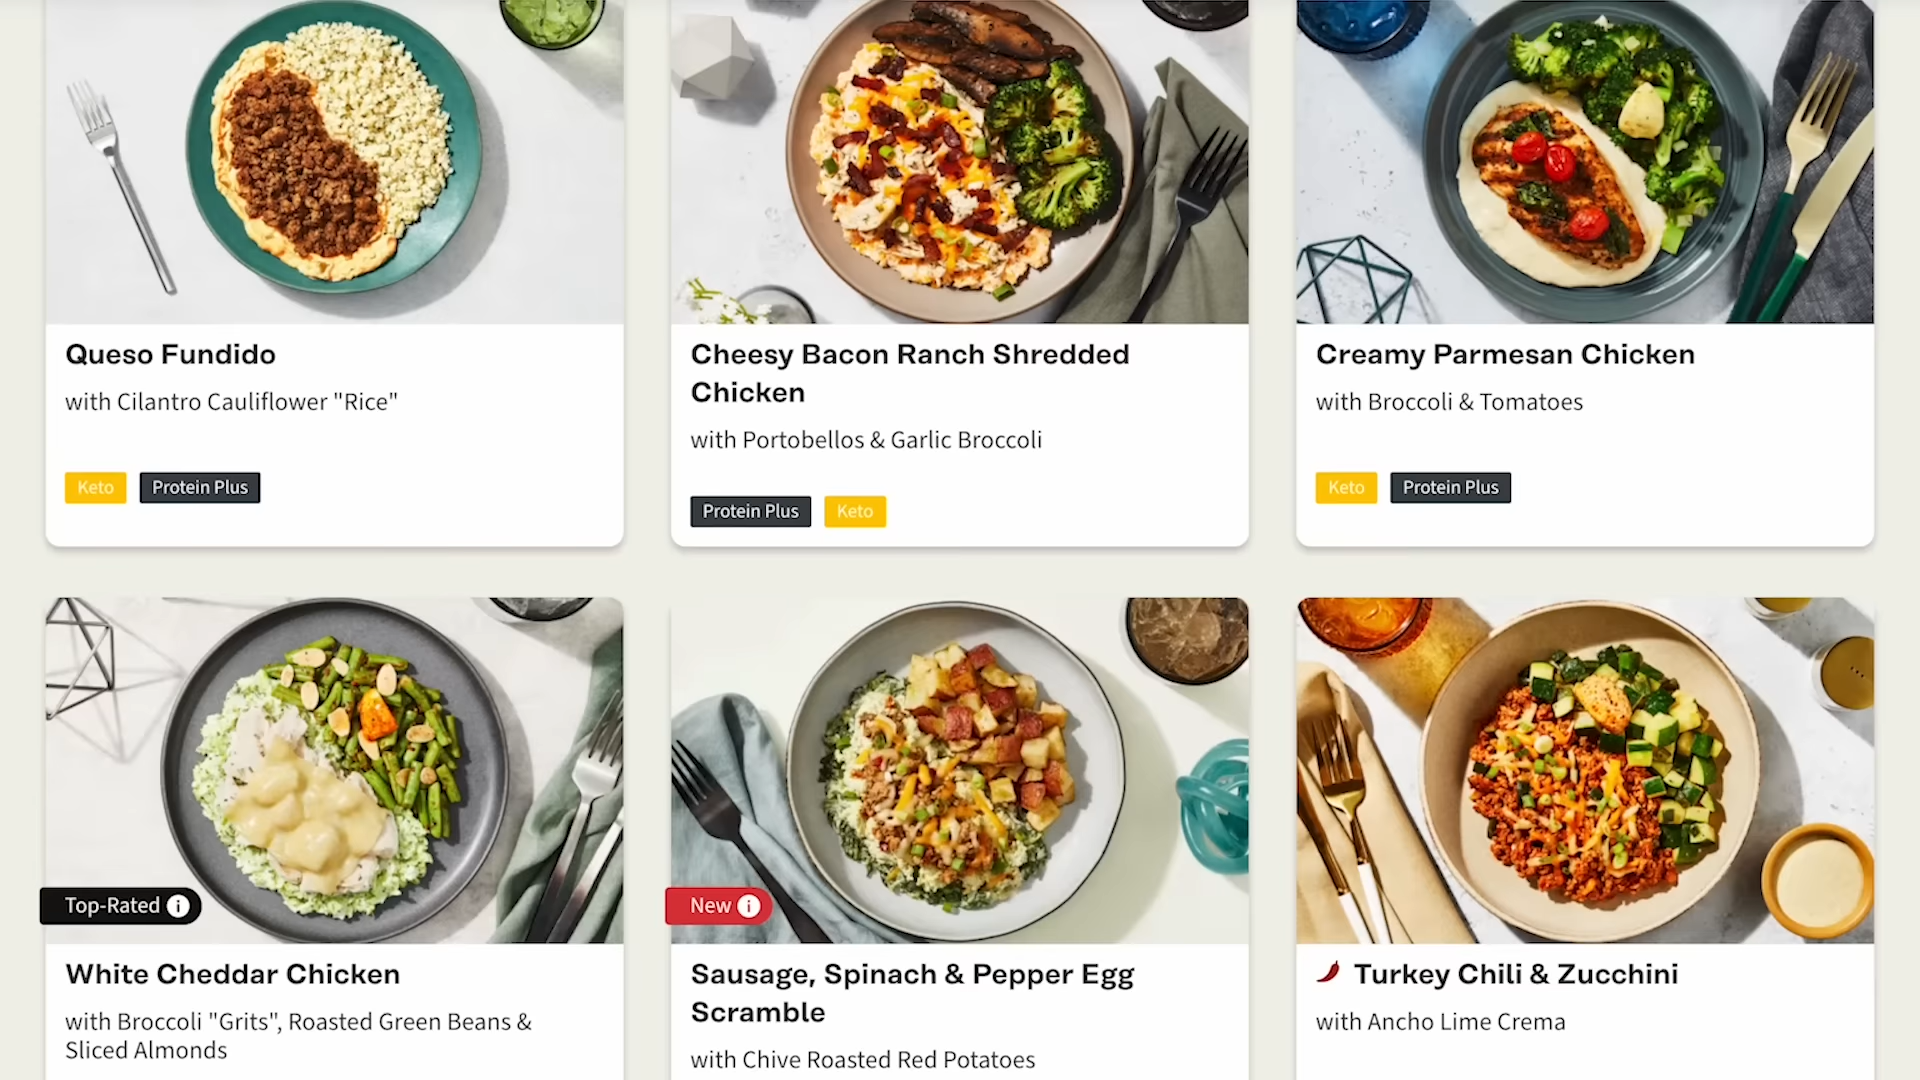 Queso Fundido
with Cilantro Cauliflower "Rice"
Keto
Protein Plus
Cheesy Bacon Ranch Shredded
Chicken
with Portobellos & Garlic Broccoli
Protein Plus
Keto
Creamy Parmesan Chicken
with Broccoli & Tomatoes
Keto
Protein Plus
Top-Rated i
White Cheddar Chicken
with Broccoli "Grits", Roasted Green Beans &
Sliced Almonds
New i
Sausage, Spinach & Pepper Egg
Scramble
with Chive Roasted Red Potatoes
Turkey Chili & Zucchini
with Ancho Lime Crema